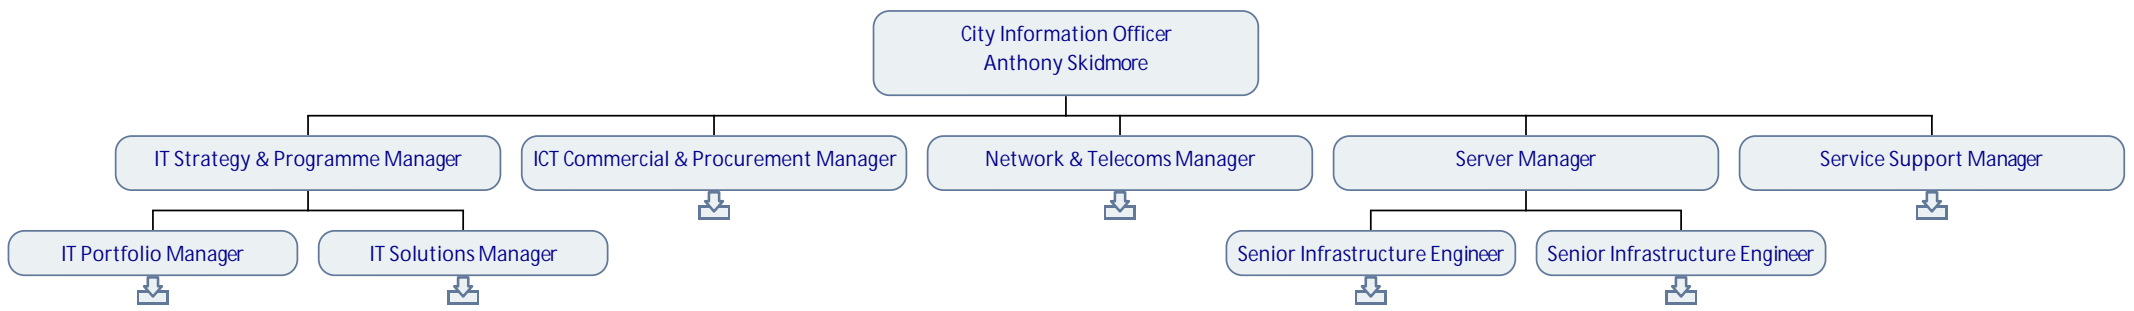 City Information Officer
Anthony Skidmore
IT Strategy & Programme Manager
ICT Commercial & Procurement Manager
Network & Telecoms Manager
Server Manager
Service Support Manager
IT Portfolio Manager
IT Solutions Manager
Senior Infrastructure Engineer
Senior Infrastructure Engineer